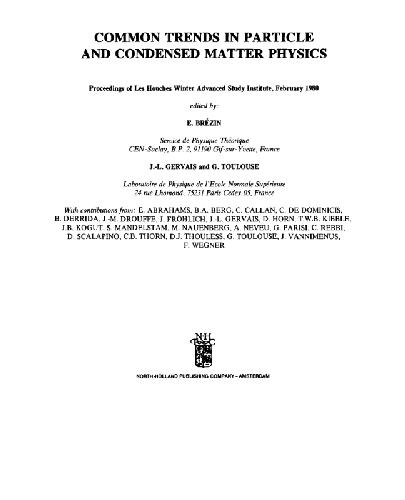 COMMON TRENDS IN PARTICLE
AND CONDENSED MATTER PHYSICS
Proceedings of Les Houches Winter Advanced Study Institute, February 1980
edited by:
E. BRÉZIN
Service de Physique Théorique
CEN-Saclay, B.P. 2, 91190 Gif-sur-Yvette, France
J.-L. GERVAIS and G. TOULOUSE
Laboratoire de Physique de l'Ecole Normale Supérieure
24 rue Lhomond, 75231 Paris Cedex 05, France
With contributions from: E. ABRAHAMS, B.A. BERG, C. CALLAN, C. DE DOMINICIS,
B. DERRIDA, J.-M. DROUFFE, J. FRÖHLICH, J.-L. GERVAIS, D. HORN, T.W.B. KIBBLE,
J.B. KOGUT, S. MANDELSTAM, M. NAUENBERG, A. NEVEU, G. PARISI, C. REBBI,
D. SCALAPINO, C.B. THORN, D.J. THOULESS, G. TOULOUSE, J. VANNIMENUS,
F. WEGNER
NH
NORTH-HOLLAND PUBLISHING COMPANY – AMSTERDAM